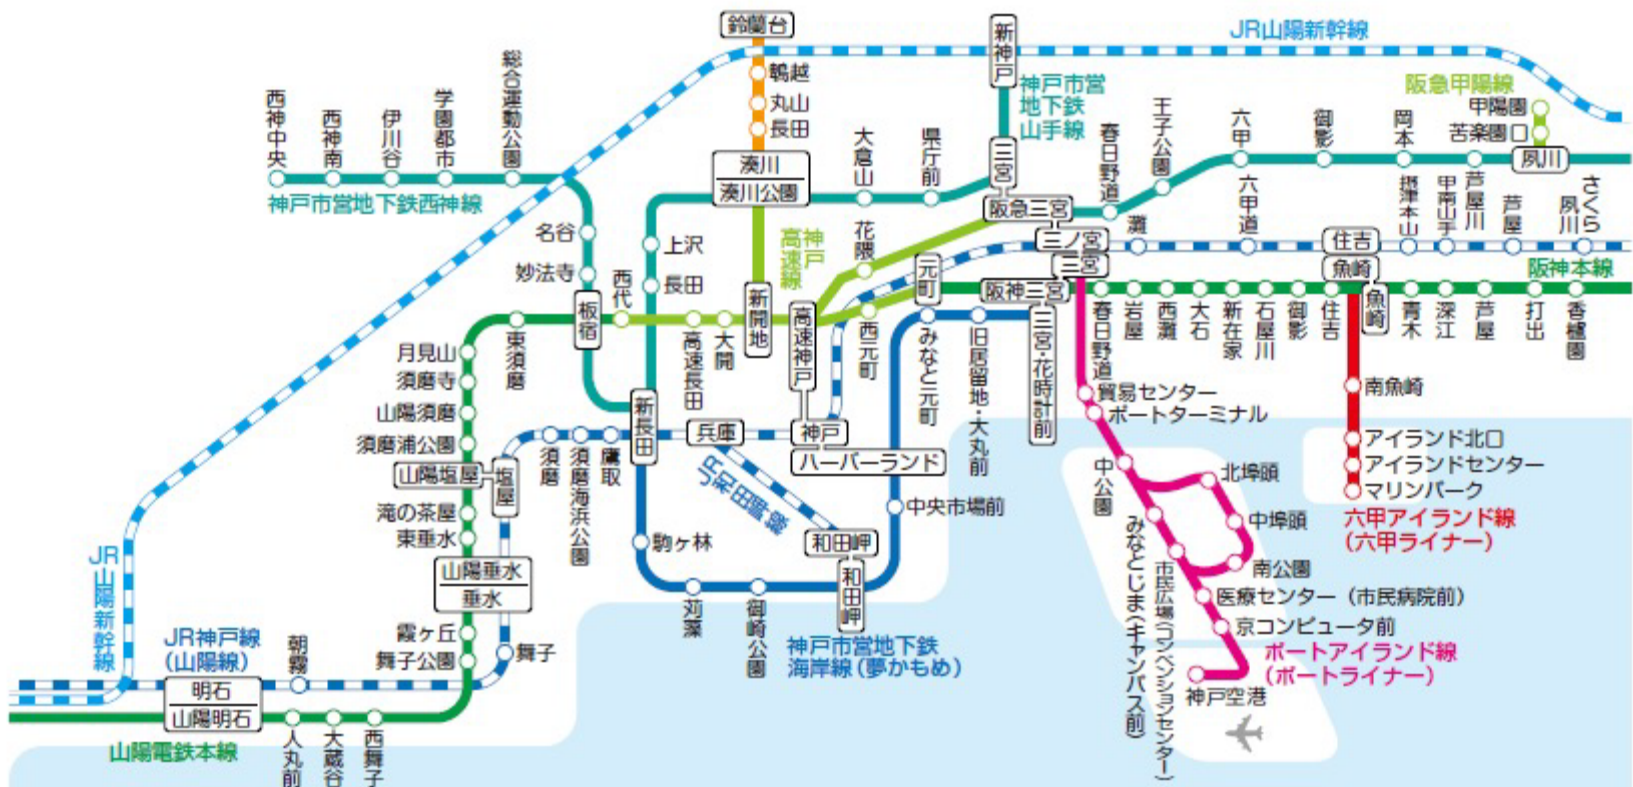 鈴蘭台
鵯越
丸山
長田
湊川
湊川公園
新神戸
JR山陽新幹線
神戸市営
地下鉄
山手線
阪急甲陽線
甲陽園
苦楽園口
夙川
西神中央
西神南
伊川谷
学園都市
総合運動公園
神戸市営地下鉄西神線
名谷
妙法寺
板宿
上沢
長田
大倉山
県庁前
三宮
阪急三宮
春日野道
王子公園
六甲
御影
岡本
芦屋川
三ノ宮
灘
六甲道
住吉
摂津本山
甲南山手
芦屋
さくら
夙川
神戸
高速線
花隈
元町
三宮
阪神三宮
魚崎
魚崎
阪神本線
春日野道
岩屋
西灘
大石
新在家
石屋川
御影
住吉
青木
深江
芦屋
打出
香櫨園
西代
高速長田
大開
新開地
高速神戸
西元町
みなと元町
旧居留地・大丸前
三宮・花時計前
東須磨
月見山
須磨寺
山陽須磨
須磨浦公園
山陽塩屋
塩屋
滝の茶屋
東垂水
山陽垂水
垂水
霞ヶ丘
舞子公園
舞子
須磨
須磨海浜公園
鷹取
新長田
兵庫
神戸
ハーバーランド
JR和田岬線
和田岬
和田岬
中央市場前
駒ヶ林
苅藻
御崎公園
神戸市営地下鉄
海岸線(夢かもめ)
貿易センター
ポートターミナル
中公園
みなとじま(キャンパス前)
市民広場(コンベンションセンター)
北埠頭
中埠頭
南公園
医療センター(市民病院前)
京コンピュータ前
ポートアイランド線
(ポートライナー)
神戸空港
南魚崎
アイランド北口
アイランドセンター
マリンパーク
六甲アイランド線
(六甲ライナー)
JR山陽新幹線
JR神戸線
(山陽線)
朝霧
明石
山陽明石
人丸前
大蔵谷
西舞子
山陽電鉄本線